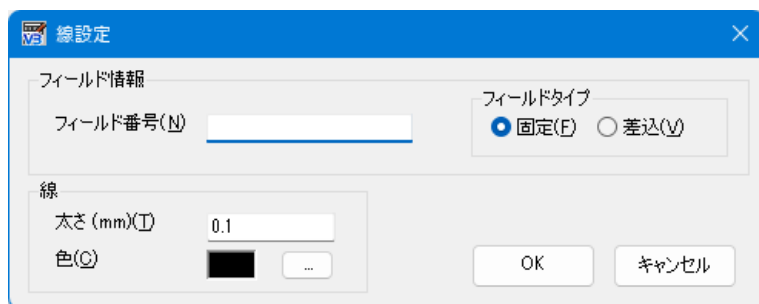 線設定
フィールド情報
フィールド番号(N)
フィールドタイプ
固定(F) 差込(V)
線
太さ(mm)(T) 0.1
色(C) ...
OK キャンセル